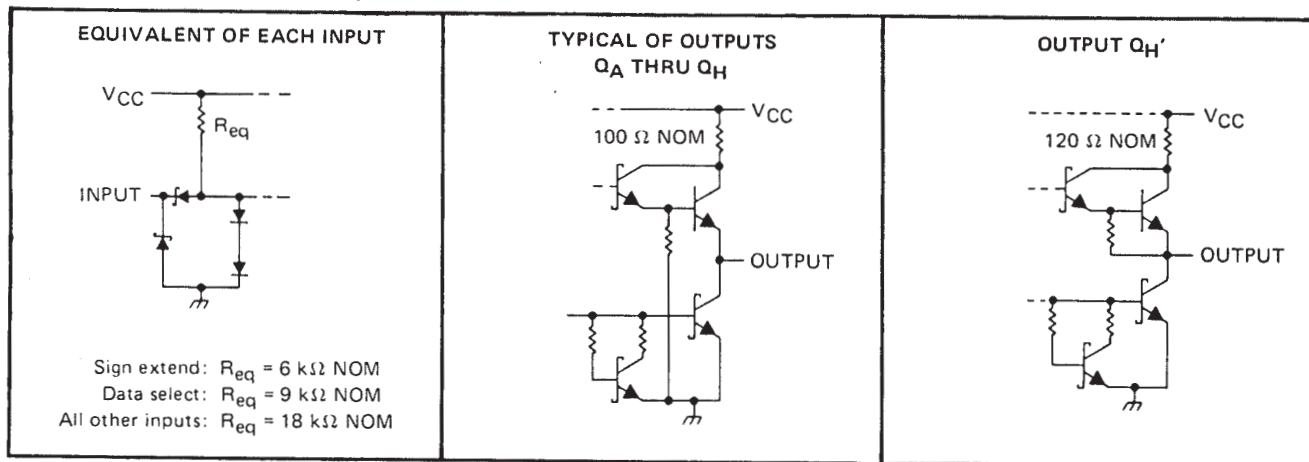 EQUIVALENT OF EACH INPUT
VCC
Req
INPUT
Sign extend: Req = 6 kΩ NOM
Data select: Req = 9 kΩ NOM
All other inputs: Req = 18 kΩ NOM
TYPICAL OF OUTPUTS
QA THRU QH
VCC
100 Ω NOM
OUTPUT
OUTPUT QH'
VCC
120 Ω NOM
OUTPUT